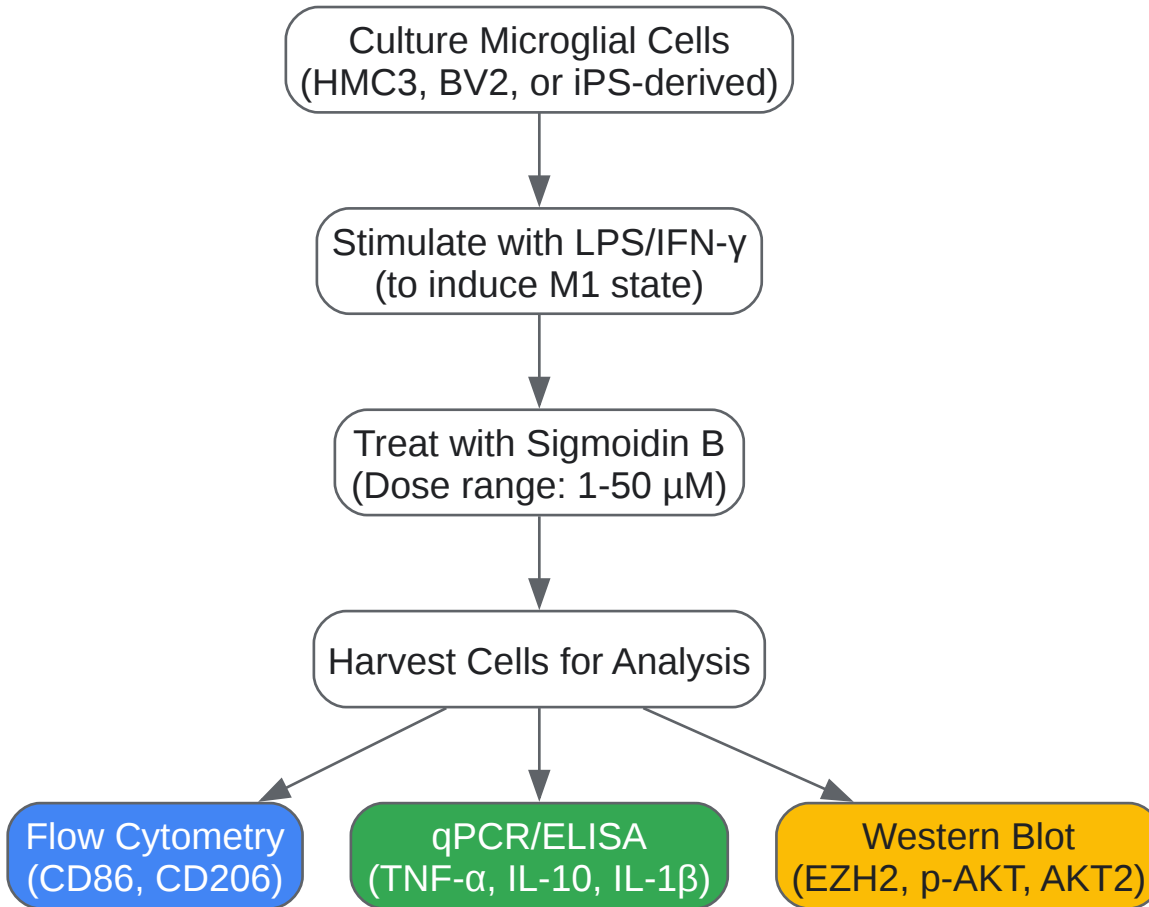 Culture Microglial Cells
(HMC3, BV2, or iPS-derived)
Stimulate with LPS/IFN-γ
(to induce M1 state)
Treat with Sigmoidin B
(Dose range: 1-50 µM)
Harvest Cells for Analysis
Flow Cytometry
(CD86, CD206)
qPCR/ELISA
(TNF-α, IL-10, IL-1β)
Western Blot
(EZH2, p-AKT, AKT2)